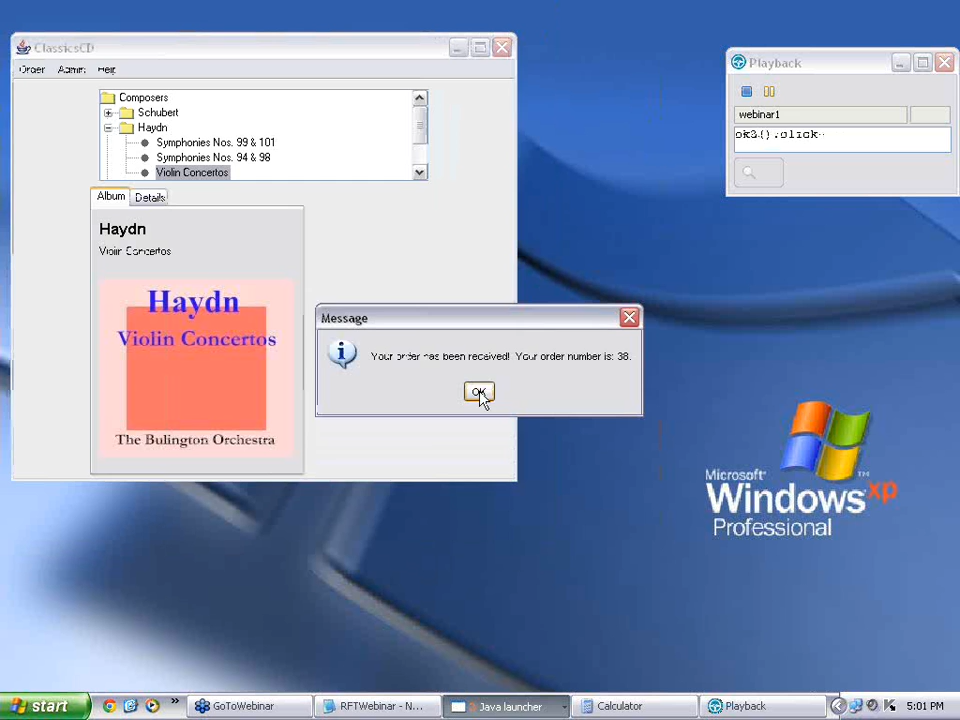 ClassicsCD
Order Admin Help
Composers
Schubert
Haydn
Symphonies Nos. 99 & 101
Symphonies Nos. 94 & 98
Violin Concertos
Album Details
Haydn
Violin Concertos
Haydn
Violin Concertos
The Bulington Orchestra
Message
Your order has been received! Your order number is: 38.
OK
Playback
webinar1
ok2().click
Microsoft
Windows xp
Professional
start
GoToWebinar
RFTWebinar - N...
3 Java launcher
Calculator
Playback
5:01 PM